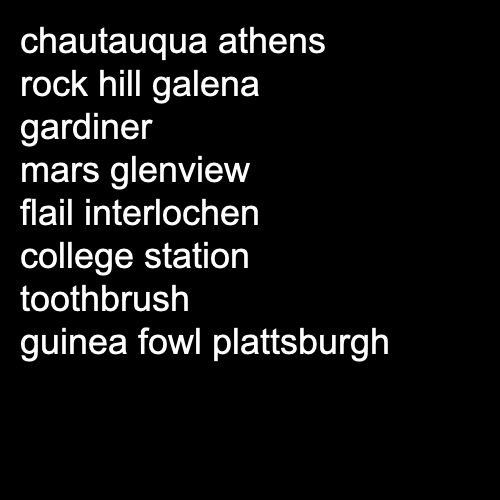 chautauqua athens
rock hill galena
gardiner
mars glenview
flail interlochen
college station
toothbrush
guinea fowl plattsburgh